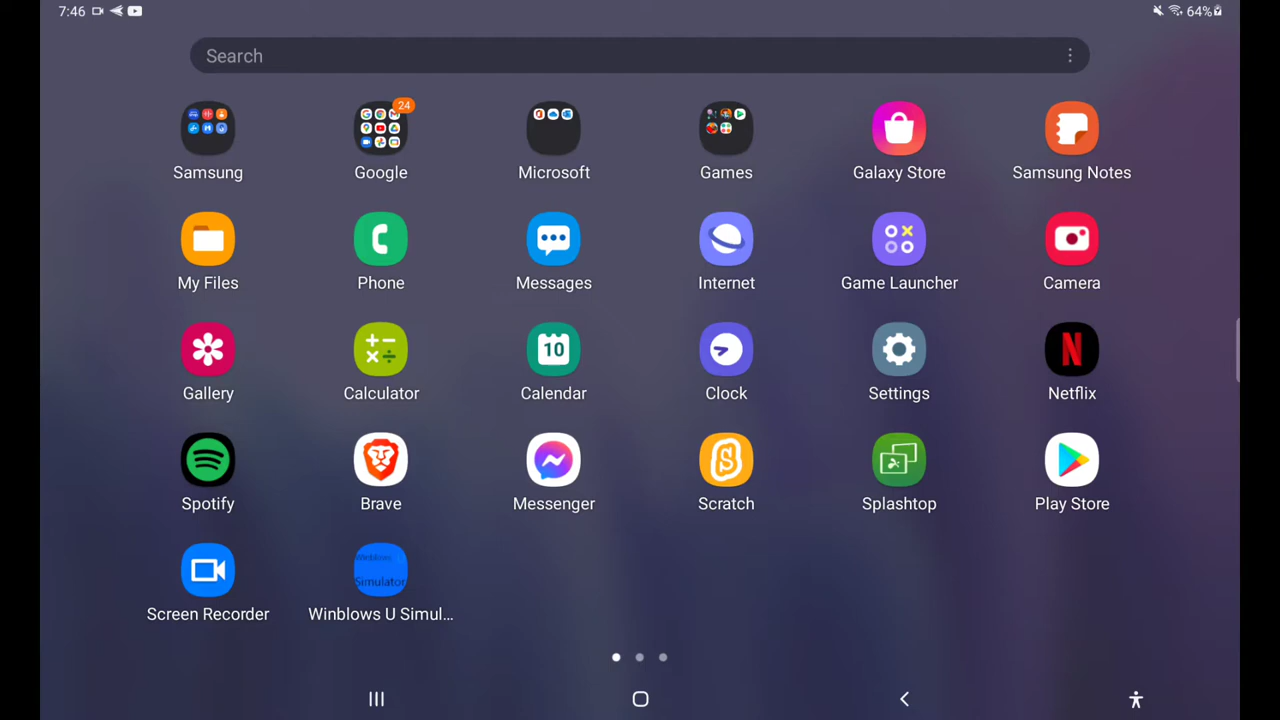 7:46
64%
Search
24
Samsung
Google
Microsoft
Games
Galaxy Store
Samsung Notes
My Files
Phone
Messages
Internet
Game Launcher
Camera
10
Gallery
Calculator
Calendar
Clock
Settings
Netflix
Spotify
Brave
Messenger
Scratch
Splashtop
Play Store
Winblows
Simulator
Screen Recorder
Winblows U Simul...